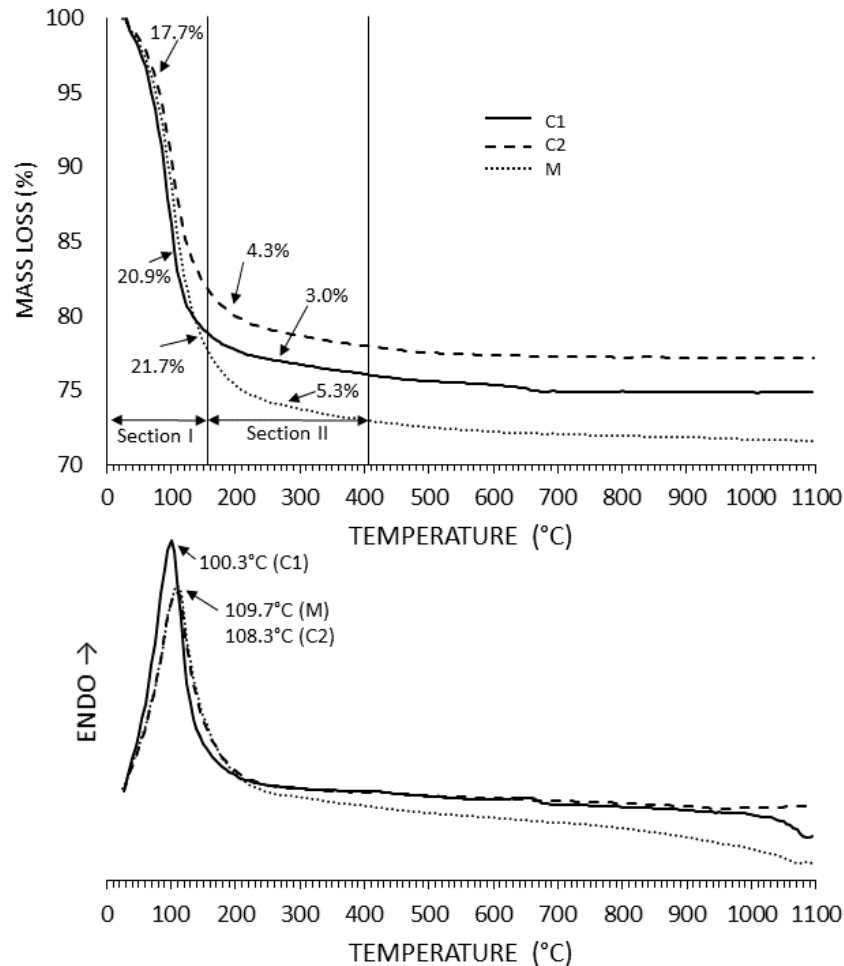 100
95
90
85
80
75
70
MASS LOSS (%)
17.7%
20.9%
21.7%
4.3%
3.0%
5.3%
C1
C2
M
Section I
Section II
0 100 200 300 400 500 600 700 800 900 1000 1100
TEMPERATURE (°C)
100.3°C (C1)
109.7°C (M)
108.3°C (C2)
ENDO →
0 100 200 300 400 500 600 700 800 900 1000 1100
TEMPERATURE (°C)